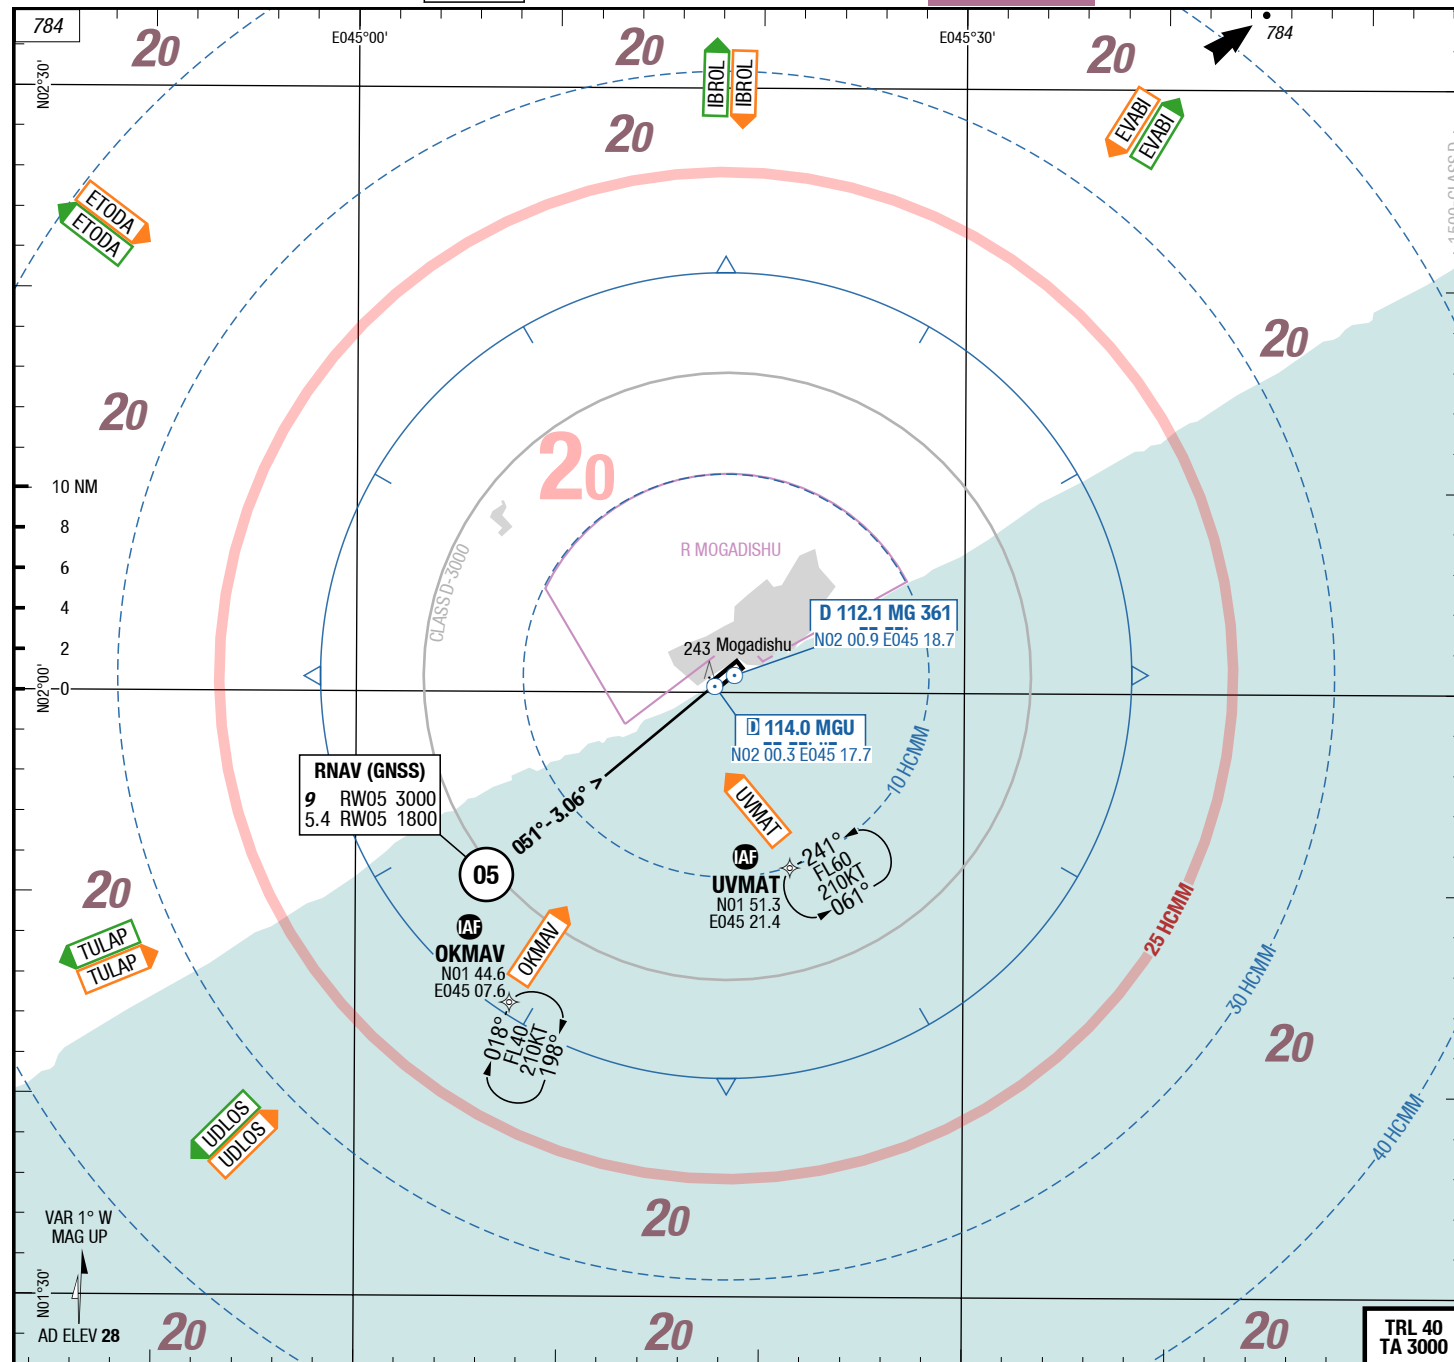 784
E045°00'
E045°30'
784
20
20
20
N02°30'
IBROL
IBROL
EVABI
EVABI
20
ETODA
ETODA
20
20
20
10 NM
8
6
4
2
0
N02°00'
CLASS D-3000
R MOGADISHU
D 112.1 MG 361
N02 00.9 E045 18.7
243 Mogadishu
D 114.0 MGU
N02 00.3 E045 17.7
RNAV (GNSS)
9 RW05 3000
5.4 RW05 1800
051°- 3.06° >
10 HCMM
UVMAT
05
IAF
UVMAT
N01 51.3
E045 21.4
241°
FL60
210KT
061°
20
TULAP
TULAP
IAF
OKMAV
N01 44.6
E045 07.6
OKMAV
018°
FL40
210KT
198°
25 HCMM
30 HCMM
20
40 HCMM
UDLOS
UDLOS
20
VAR 1° W
MAG UP
N01°30'
AD ELEV 28
20
20
20
TRL 40
TA 3000